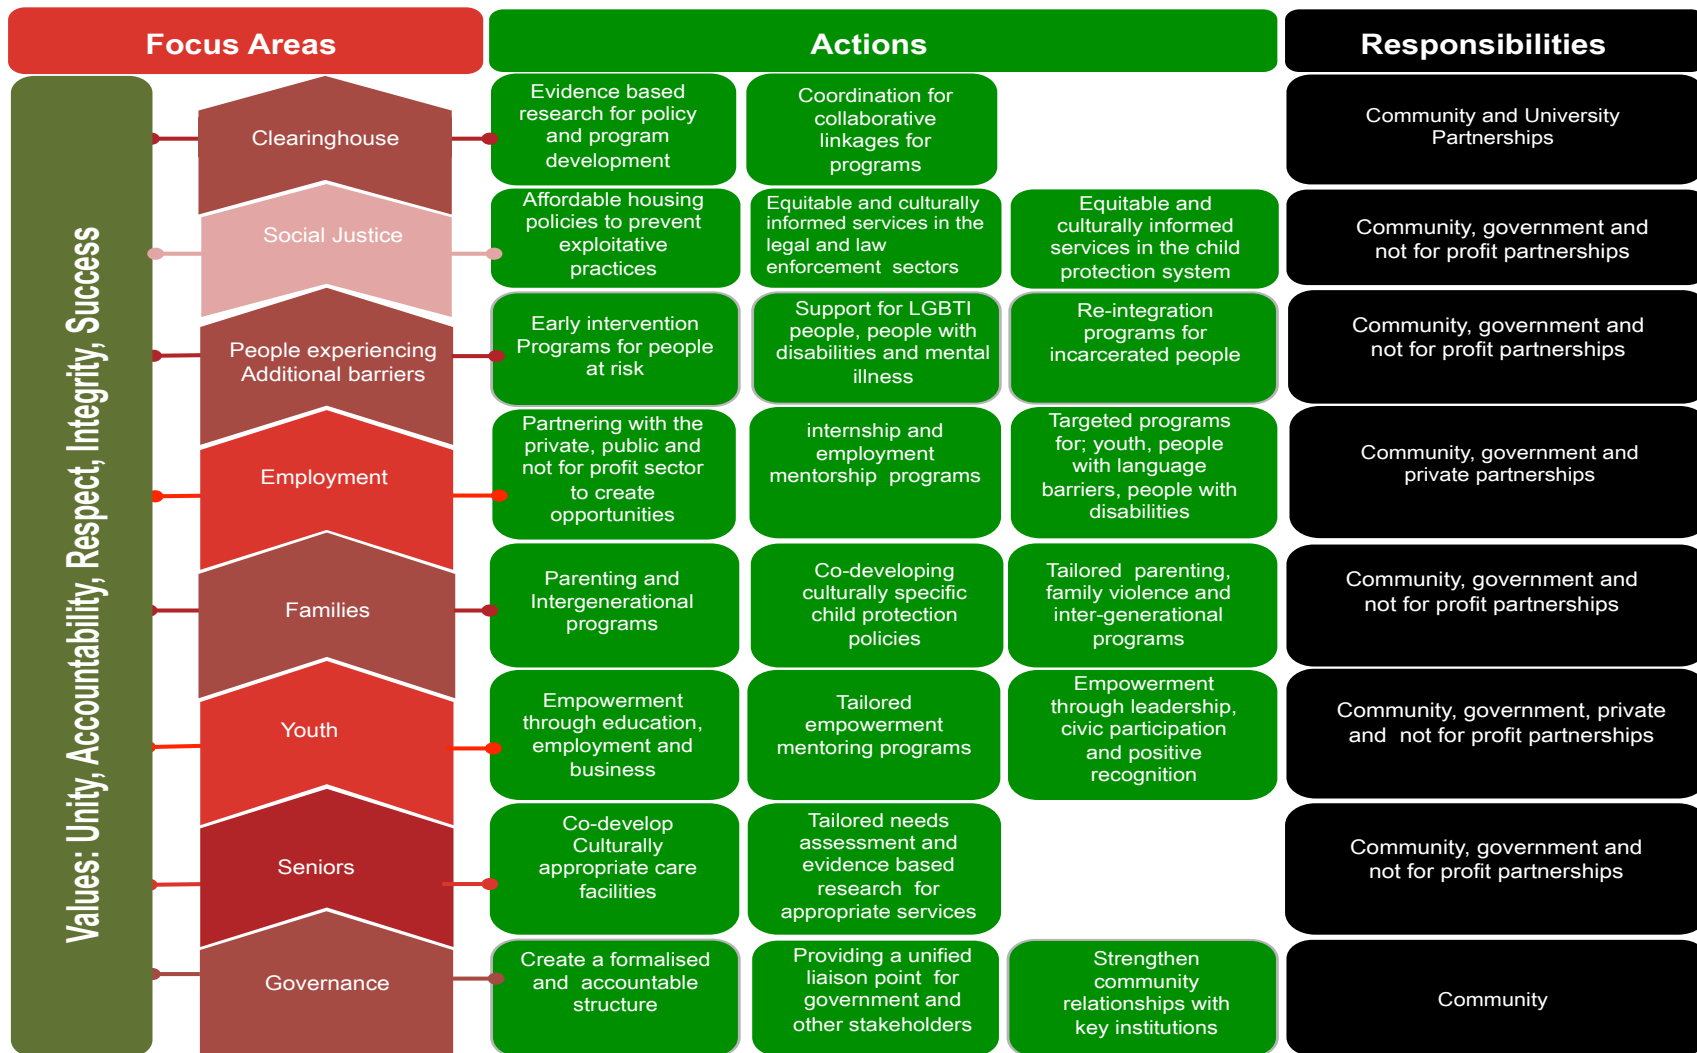 Focus Areas
Actions
Responsibilities
Values: Unity, Accountability, Respect, Integrity, Success
Clearinghouse
Evidence based
research for policy
and program
development
Coordination for
collaborative
linkages for
programs
Community and University
Partnerships
Social Justice
Affordable housing
policies to prevent
exploitative
practices
Equitable and culturally
informed services in the
legal and law
enforcement sectors
Equitable and
culturally informed
services in the child
protection system
Community, government and
not for profit partnerships
People experiencing
Additional barriers
Early intervention
Programs for people
at risk
Support for LGBTI
people, people with
disabilities and mental
illness
Re-integration
programs for
incarcerated people
Community, government and
not for profit partnerships
Employment
Partnering with the
private, public and
not for profit sector
to create
opportunities
internship and
employment
mentorship programs
Targeted programs
for; youth, people
with language
barriers, people with
disabilities
Community, government and
private partnerships
Families
Parenting and
Intergenerational
programs
Co-developing
culturally specific
child protection
policies
Tailored parenting,
family violence and
inter-generational
programs
Community, government and
not for profit partnerships
Youth
Empowerment
through education,
employment and
business
Tailored
empowerment
mentoring programs
Empowerment
through leadership,
civic participation
and positive
recognition
Community, government, private
and not for profit partnerships
Seniors
Co-develop
Culturally
appropriate care
facilities
Tailored needs
assessment and
evidence based
research for
appropriate services
Community, government and
not for profit partnerships
Governance
Create a formalised
and accountable
structure
Providing a unified
liaison point for
government and
other stakeholders
Strengthen
community
relationships with
key institutions
Community